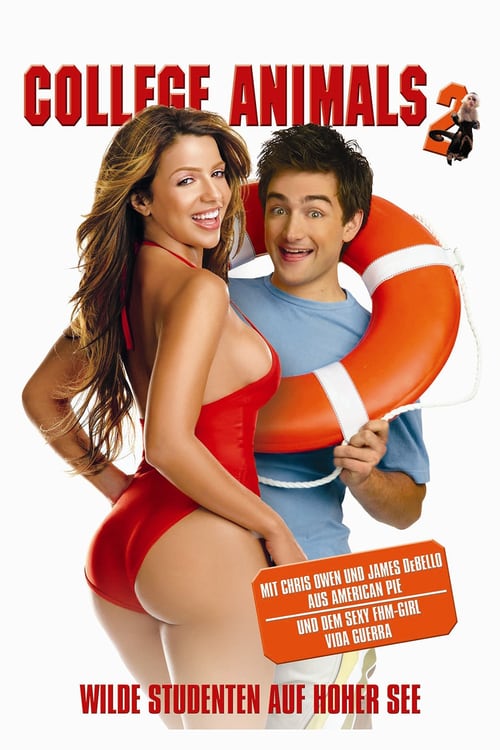 COLLEGE ANIMALS 2
MIT CHRIS OWEN UND JAMES DEBELLO
AUS AMERICAN PIE
UND DEM SEXY FHM-GIRL
VIDA GUERRA
WILDE STUDENTEN AUF HOHER SEE